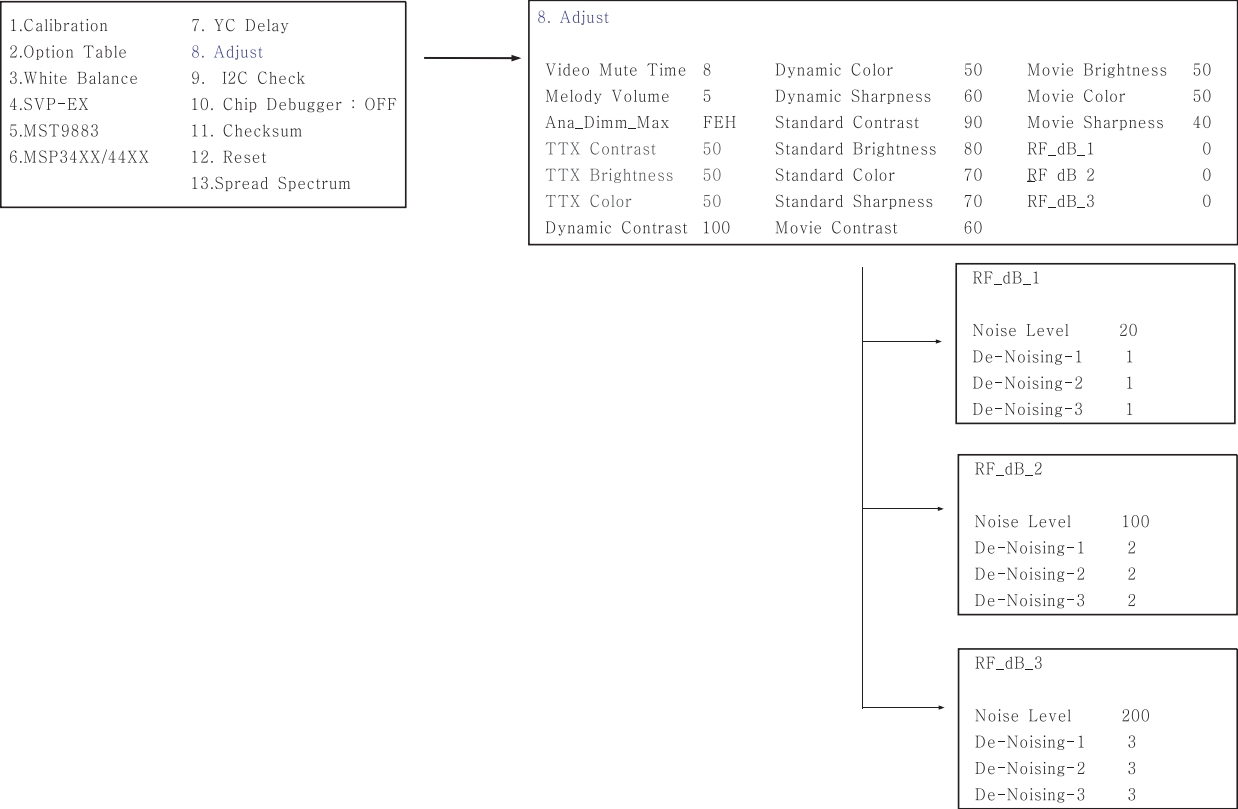 1.Calibration
2.Option Table
3.White Balance
4.SVP-EX
5.MST9883
6.MSP34XX/44XX
7. YC Delay
8. Adjust
9. I2C Check
10. Chip Debugger : OFF
11. Checksum
12. Reset
13.Spread Spectrum
8. Adjust
Video Mute Time 8
Melody Volume 5
Ana_Dimm_Max FEH
TTX Contrast 50
TTX Brightness 50
TTX Color 50
Dynamic Contrast 100
Dynamic Color 50
Dynamic Sharpness 60
Standard Contrast 90
Standard Brightness 80
Standard Color 70
Standard Sharpness 70
Movie Contrast 60
Movie Brightness 50
Movie Color 50
Movie Sharpness 40
RF_dB_1 0
RF dB 2 0
RF_dB_3 0
RF_dB_1
Noise Level 20
De-Noising-1 1
De-Noising-2 1
De-Noising-3 1
RF_dB_2
Noise Level 100
De-Noising-1 2
De-Noising-2 2
De-Noising-3 2
RF_dB_3
Noise Level 200
De-Noising-1 3
De-Noising-2 3
De-Noising-3 3